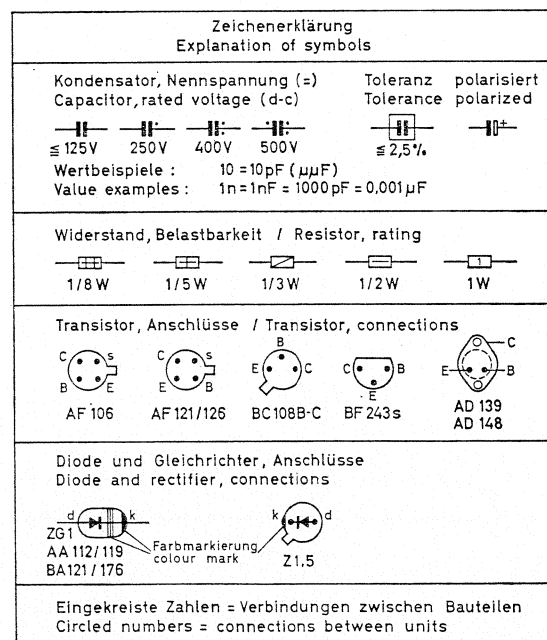 Zeichenerklärung
Explanation of symbols
Kondensator, Nennspannung (=) Toleranz polarisiert
Capacitor, rated voltage (d-c) Tolerance polarized
+
≦ 125V 250V 400V 500V ≦ 2,5%
Wertbeispiele : 10 = 10pF (µµF)
Value examples : 1n = 1nF = 1000pF = 0,001µF
Widerstand, Belastbarkeit / Resistor, rating
1
1/8 W 1/5 W 1/3 W 1/2 W 1W
Transistor, Anschlüsse / Transistor, connections
C s C s B C
E C C B E B
B E B E E
AF 106 AF 121/126 BC108B-C BF 243s AD 139
AD 148
Diode und Gleichrichter, Anschlüsse
Diode and rectifier, connections
d k k d
ZG1
AA 112/119 Farbmarkierung
BA121 / 176 colour mark Z1,5
Eingekreiste Zahlen = Verbindungen zwischen Bauteilen
Circled numbers = connections between units